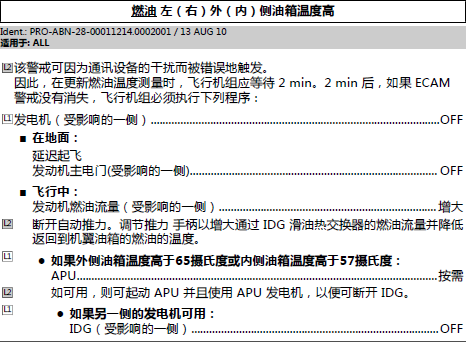 燃油 左（右）外（内）侧油箱温度高
Ident.: PRO-ABN-28-00011214.0002001 / 13 AUG 10
适用于: ALL
L2 该警戒可因为通讯设备的干扰而被错误地触发。
因此，在更新燃油温度测量时，飞行机组应等待 2 min。2 min 后，如果 ECAM
警戒没有消失，飞行机组必须执行下列程序：
L1 发电机（受影响的一侧）...OFF
■ 在地面：
延迟起飞
发动机主电门(受影响的一侧)...OFF
■ 飞行中：
发动机燃油流量（受影响的一侧）...增大
L2 断开自动推力。调节推力 手柄以增大通过 IDG 滑油热交换器的燃油流量并降低
返回到机翼油箱的燃油的温度。
L1 ● 如果外侧油箱温度高于65摄氏度或内侧油箱温度高于57摄氏度：
APU...按需
L2 如可用，则可起动 APU 并且使用 APU 发电机，以便可断开 IDG。
L1 ● 如果另一侧的发电机可用：
IDG（受影响的一侧）...OFF